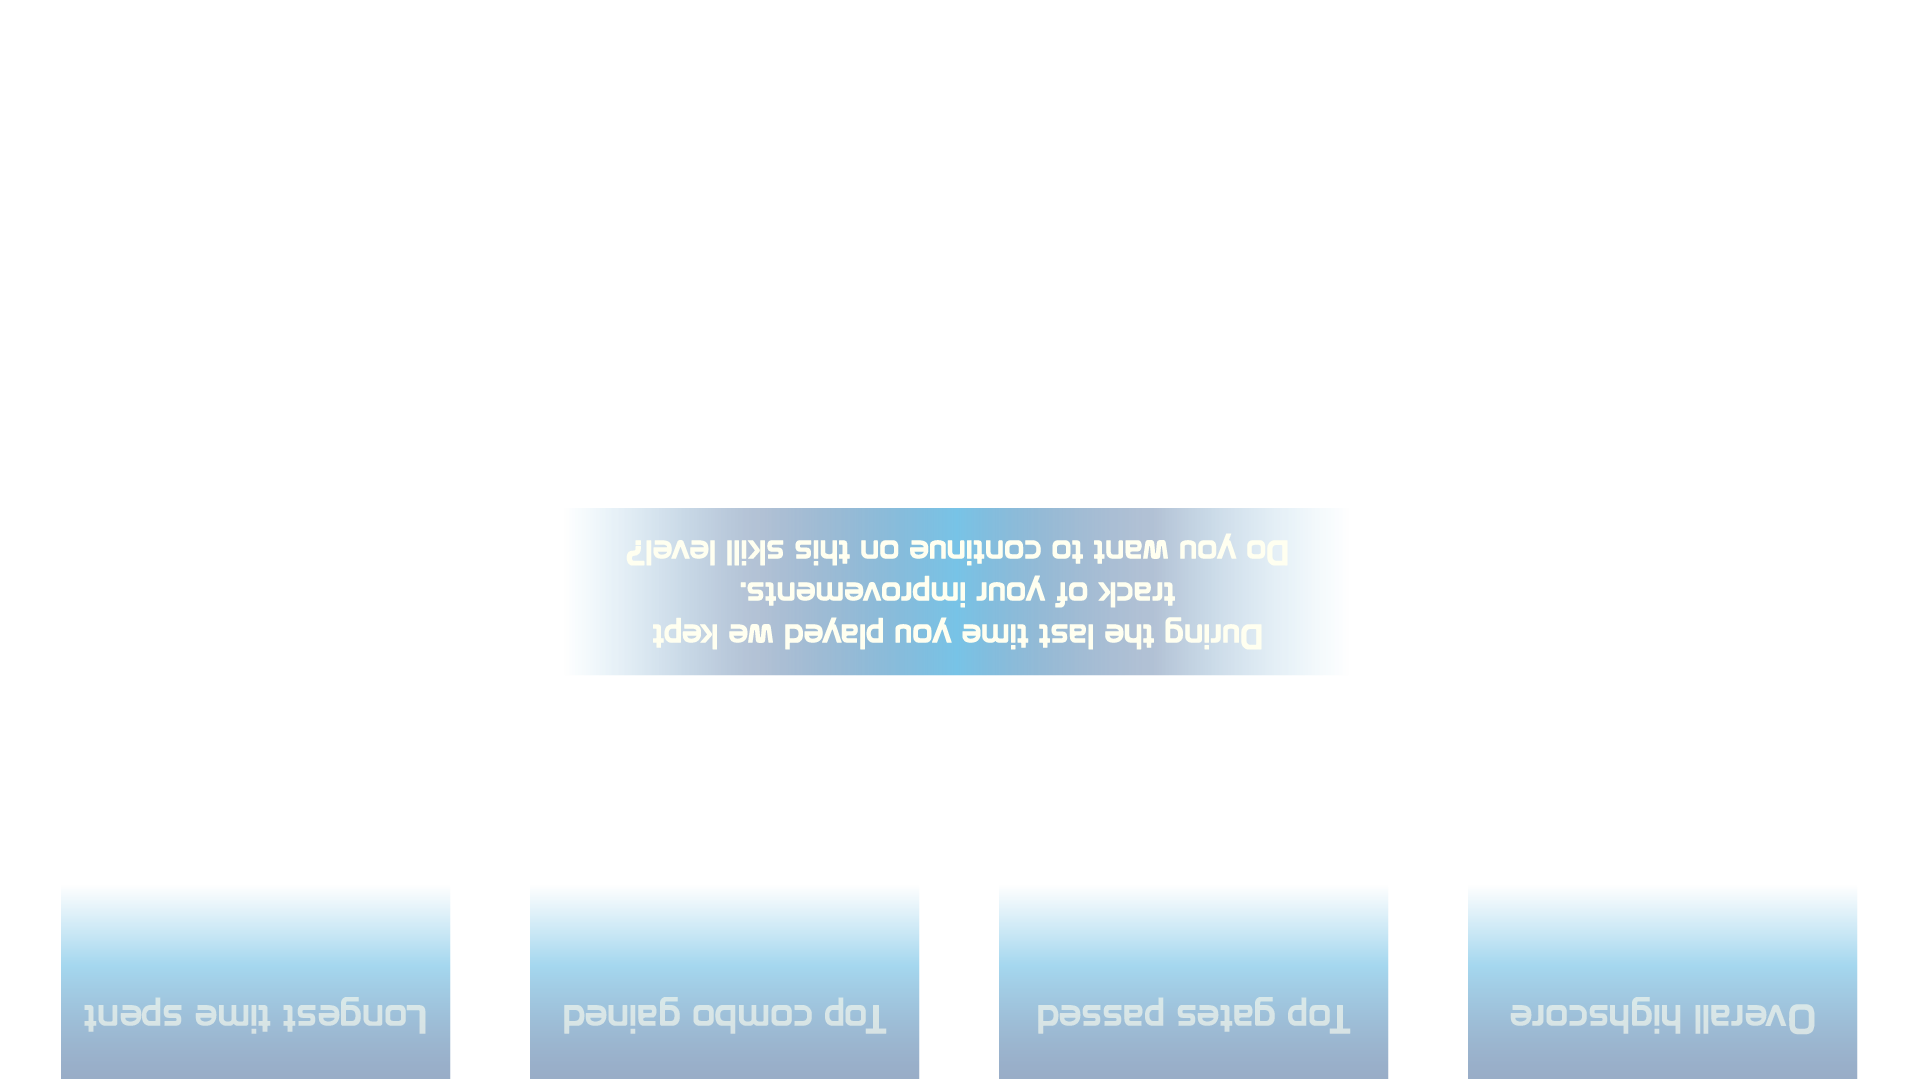 Overall highscore
Top gates passed
Top combo gained
Longest time spent
During the last time you played we kept
track of your improvements.
Do you want to continue on this skill level?